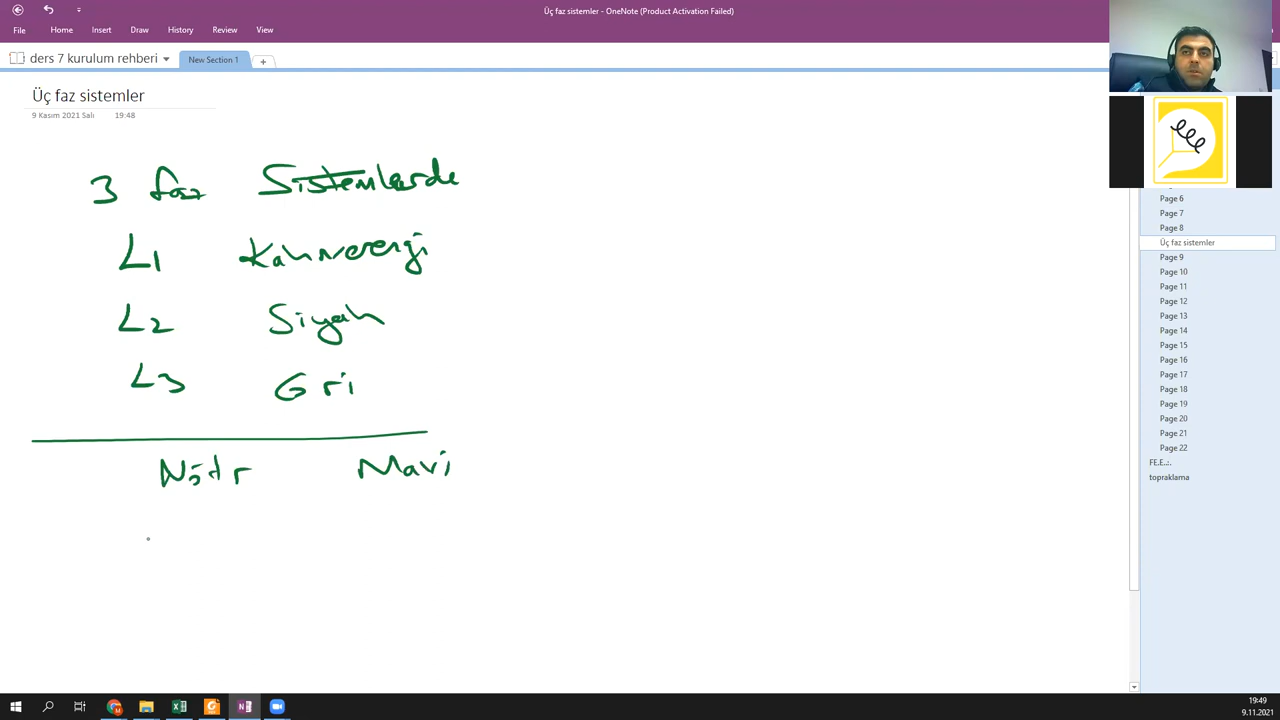 Üç faz sistemler - OneNote (Product Activation Failed)
File Home Insert Draw History Review View
ders 7 kurulum rehberi New Section 1
Üç faz sistemler
9 Kasım 2021 Salı 19:48
3 faz Sistemlerde
L1 Kahverengi
L2 Siyah
L3 Gri
Nötr Mavi
Page 6
Page 7
Page 8
Üç faz sistemler
Page 9
Page 10
Page 11
Page 12
Page 13
Page 14
Page 15
Page 16
Page 17
Page 18
Page 19
Page 20
Page 21
Page 22
FE.E.:.
topraklama
19:49
9.11.2021